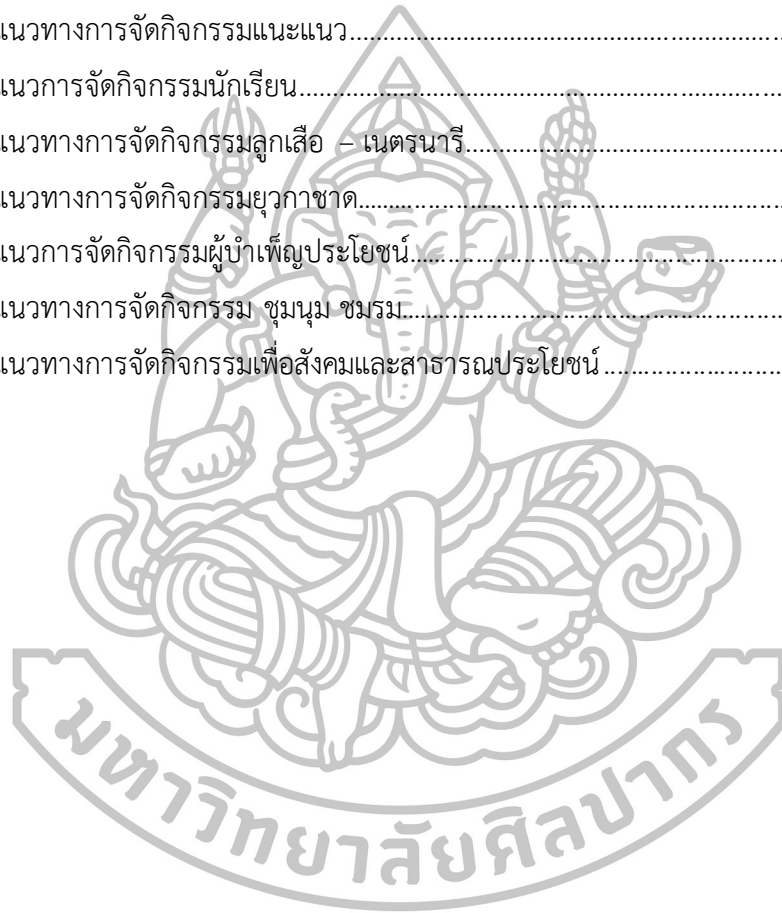 แนวทางการจัดกิจกรรมแนะแนว
แนวการจัดกิจกรรมนักเรียน
แนวทางการจัดกิจกรรมลูกเสือ – เนตรนารี
แนวทางการจัดกิจกรรมยุวกาชาด
แนวการจัดกิจกรรมผู้บำเพ็ญประโยชน์
แนวทางการจัดกิจกรรม ชุมนุม ชมรม
แนวทางการจัดกิจกรรมเพื่อสังคมและสาธารณประโยชน์
มหาวิทยาลัยศิลปากร